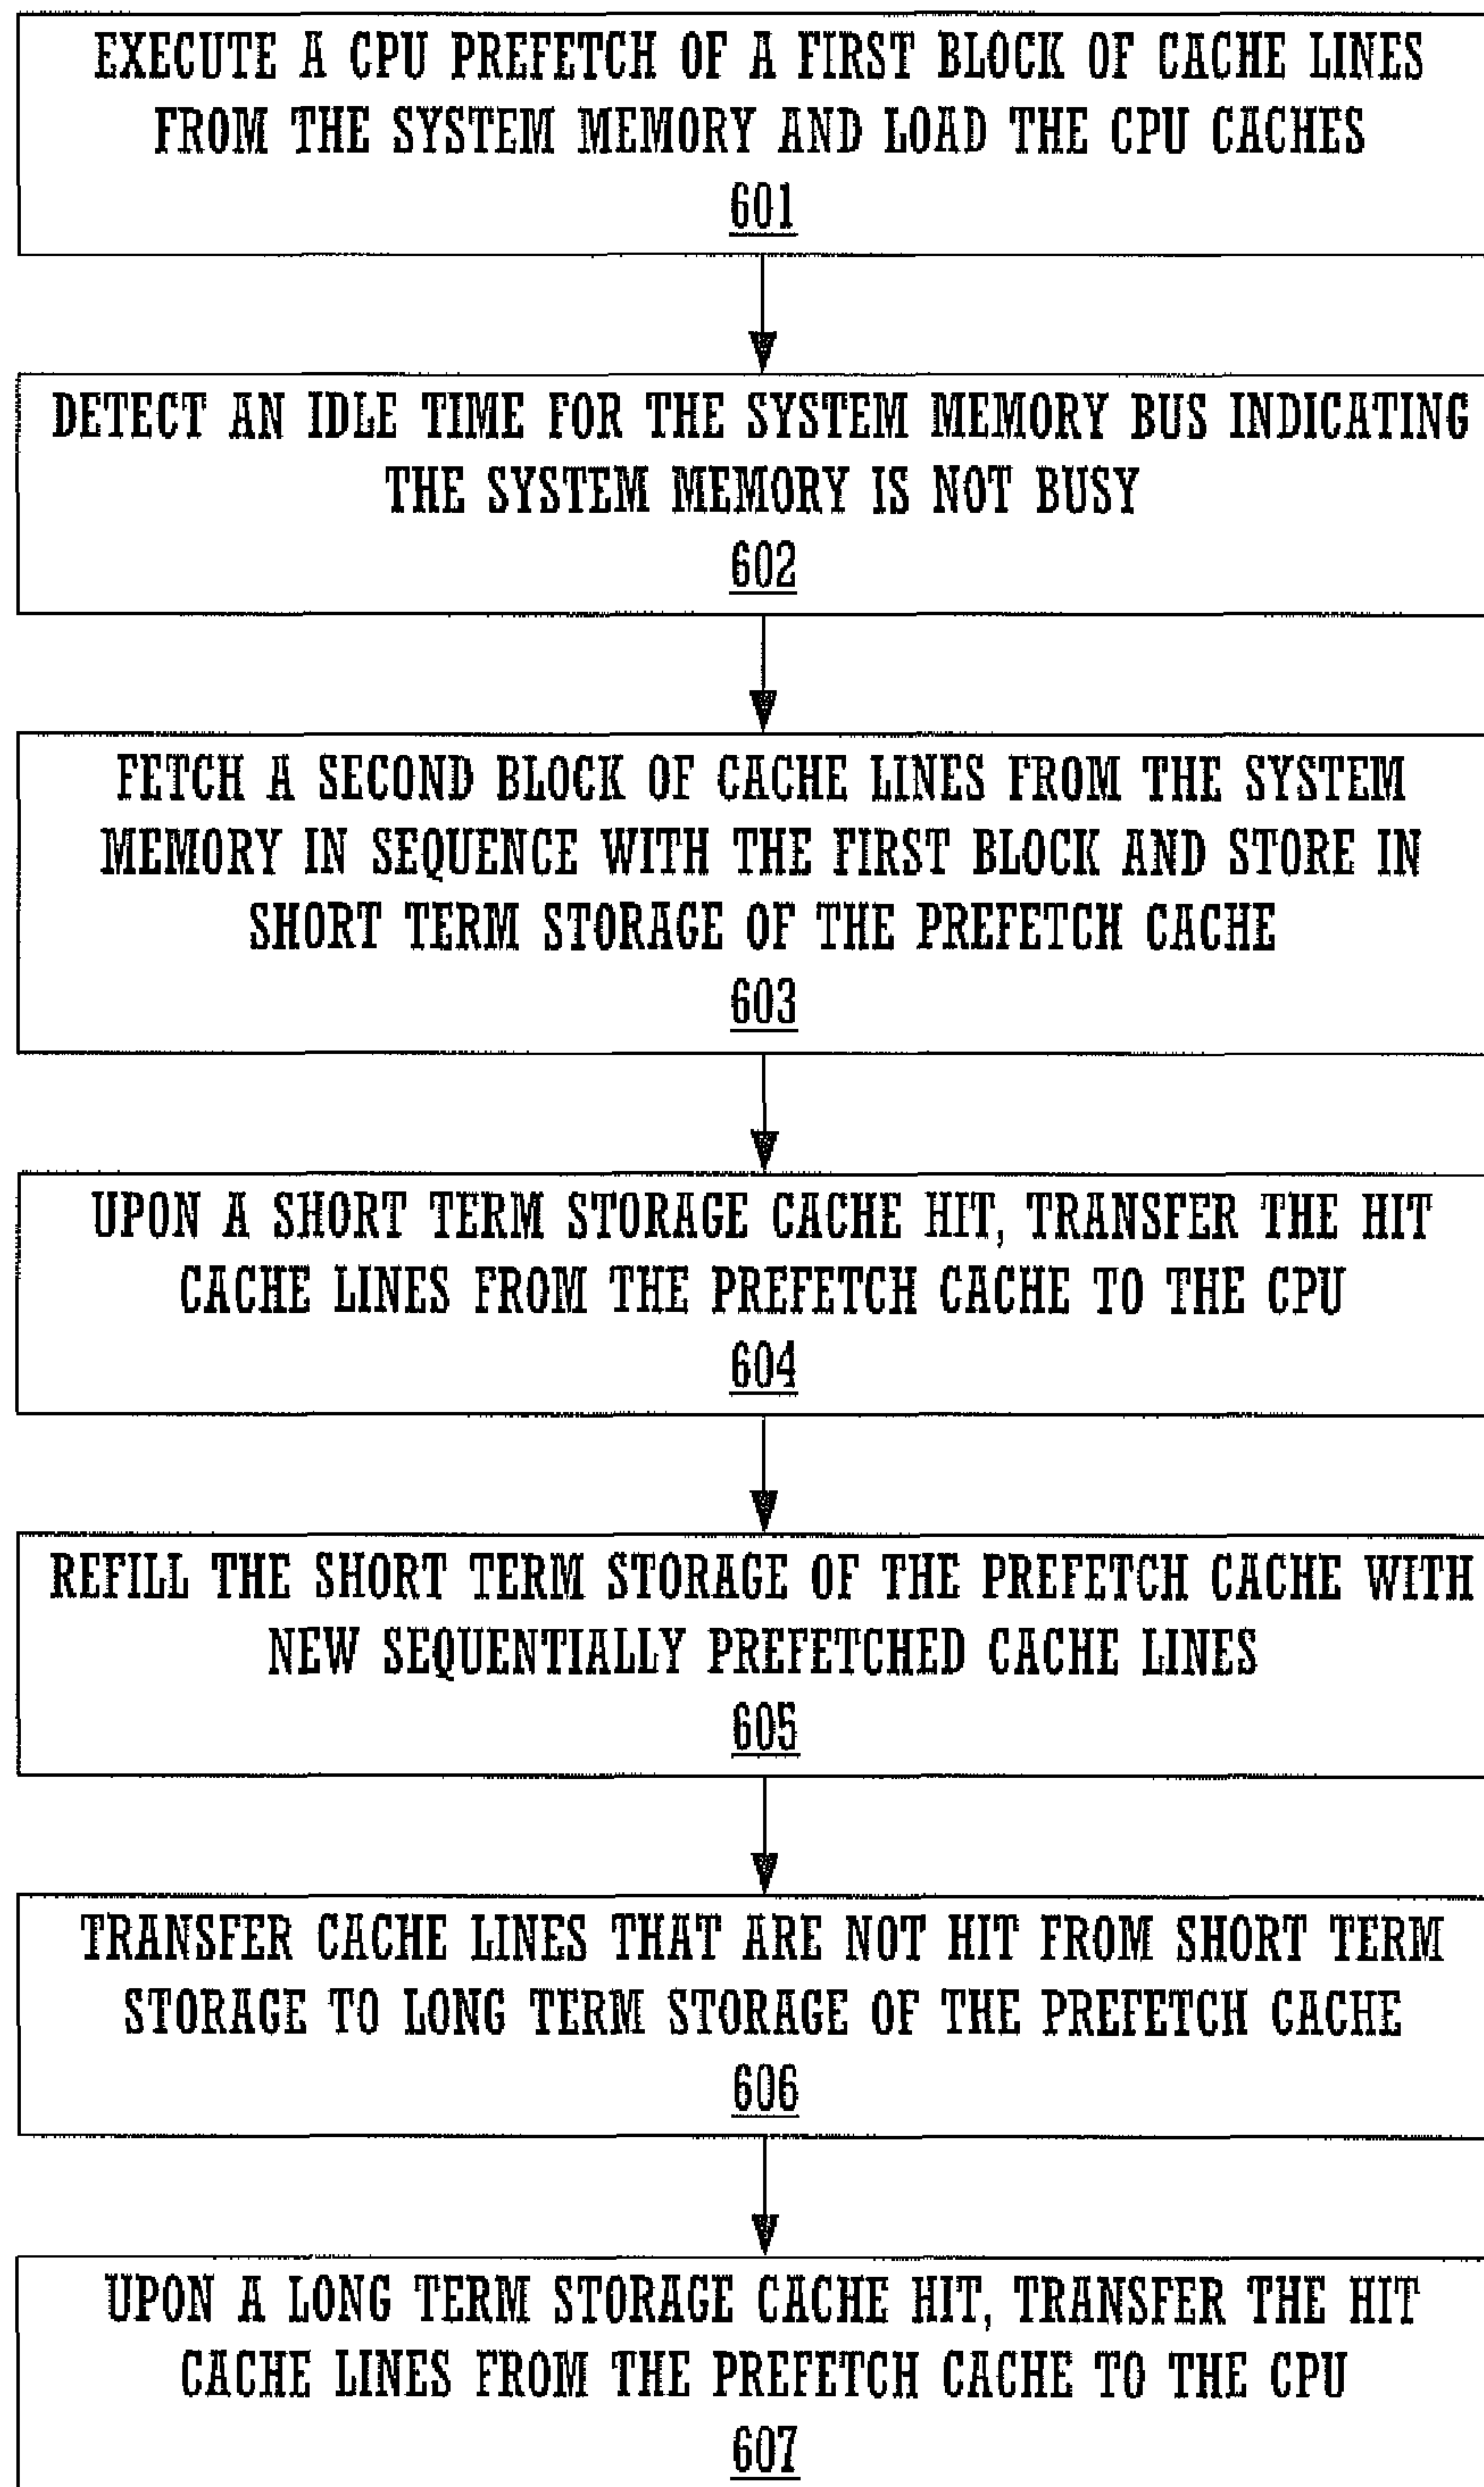 EXECUTE A CPU PREFETCH OF A FIRST BLOCK OF CACHE LINES
FROM THE SYSTEM MEMORY AND LOAD THE CPU CACHES
601
DETECT AN IDLE TIME FOR THE SYSTEM MEMORY BUS INDICATING
THE SYSTEM MEMORY IS NOT BUSY
602
FETCH A SECOND BLOCK OF CACHE LINES FROM THE SYSTEM
MEMORY IN SEQUENCE WITH THE FIRST BLOCK AND STORE IN
SHORT TERM STORAGE OF THE PREFETCH CACHE
603
UPON A SHORT TERM STORAGE CACHE HIT, TRANSFER THE HIT
CACHE LINES FROM THE PREFETCH CACHE TO THE CPU
604
REFILL THE SHORT TERM STORAGE OF THE PREFETCH CACHE WITH
NEW SEQUENTIALLY PREFETCHED CACHE LINES
605
TRANSFER CACHE LINES THAT ARE NOT HIT FROM SHORT TERM
STORAGE TO LONG TERM STORAGE OF THE PREFETCH CACHE
606
UPON A LONG TERM STORAGE CACHE HIT, TRANSFER THE HIT
CACHE LINES FROM THE PREFETCH CACHE TO THE CPU
607